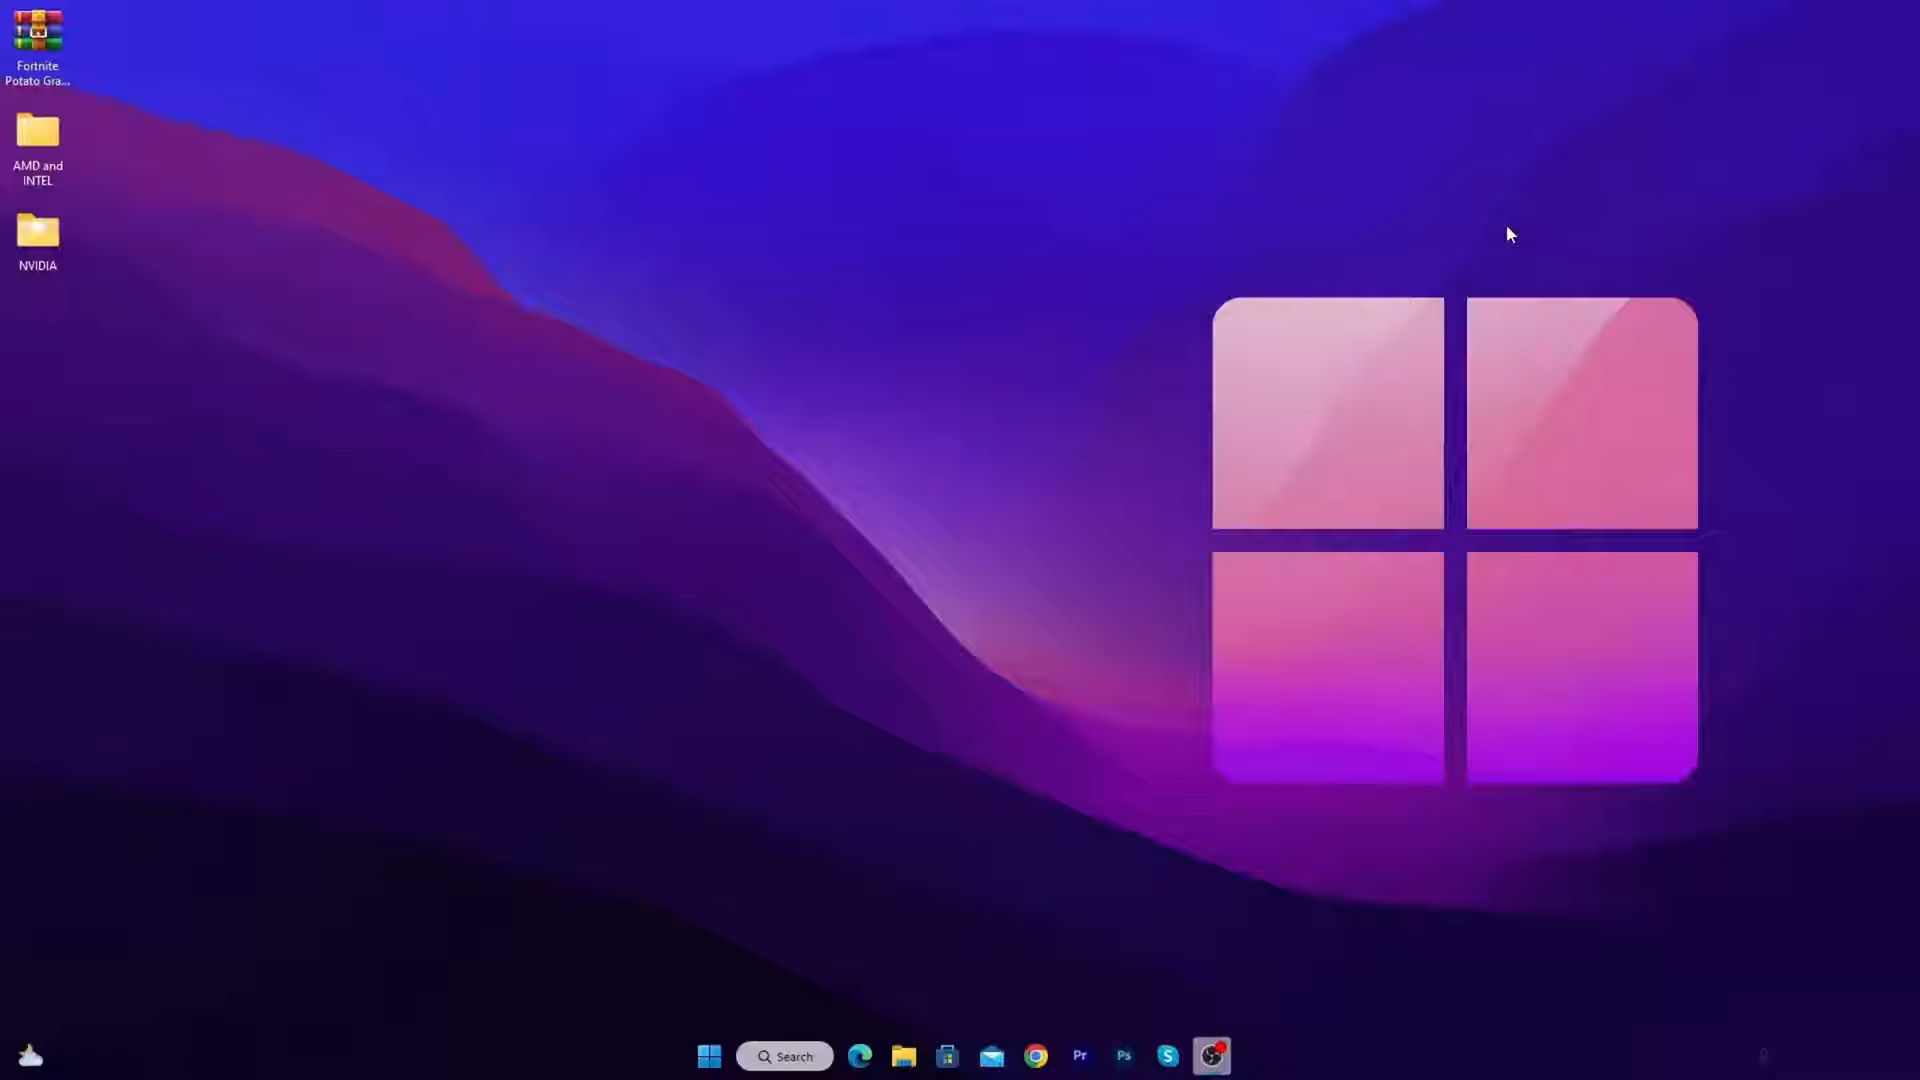 Fortnite
Potato Gra...
AMD and
INTEL
NVIDIA
Search
Pr
Ps
S